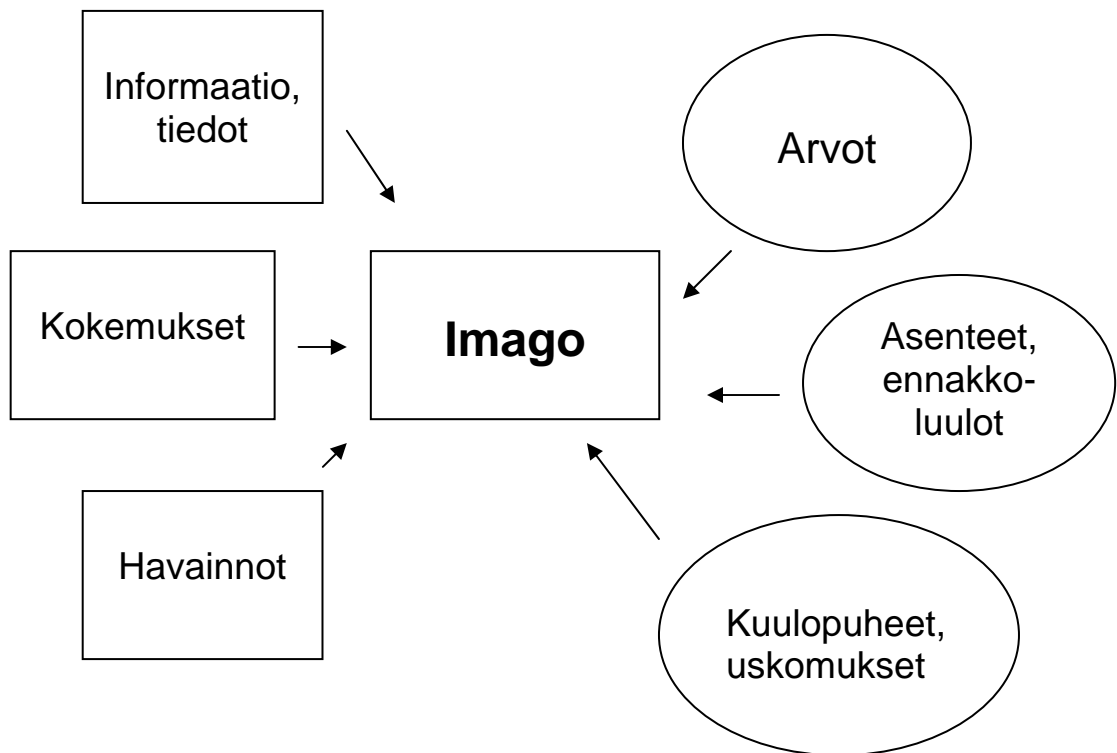 Informaatio,
tiedot
Arvot
Kokemukset
Imago
Asenteet,
ennakko-
luulot
Havainnot
Kuulopuheet,
uskomukset